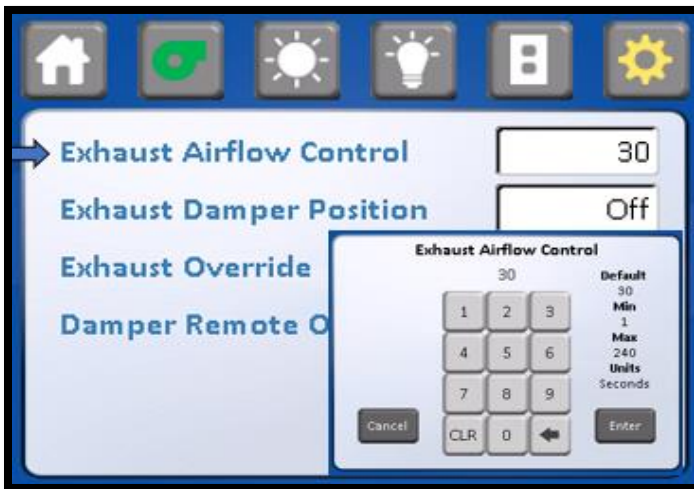 Exhaust Airflow Control 30
Exhaust Damper Position Off
Exhaust Override
Damper Remote O
Exhaust Airflow Control
30
Default
30
Min
1
Max
240
Units
Seconds
1 2 3
4 5 6
7 8 9
Cancel CLR 0 Enter